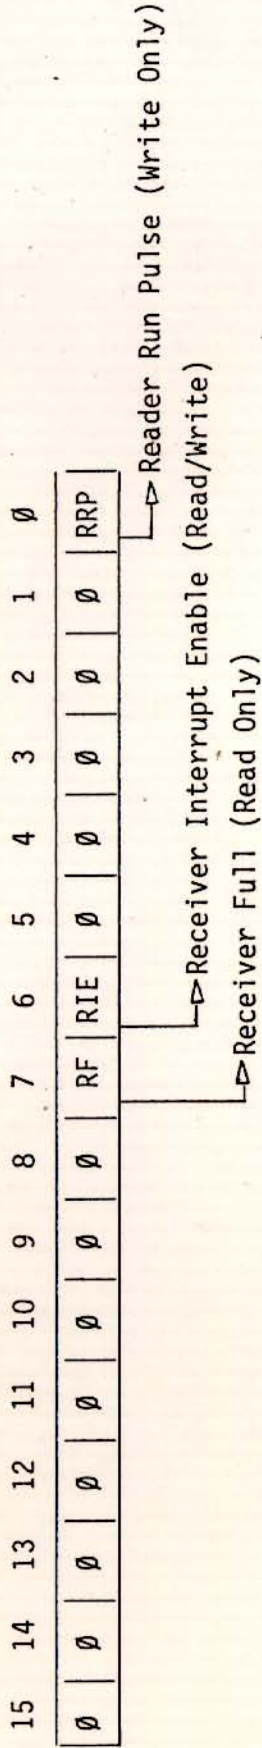 15 14 13 12 11 10 9 8 7 6 5 4 3 2 1 Ø
Ø Ø Ø Ø Ø Ø Ø Ø RF RIE Ø Ø Ø Ø Ø RRP
Reader Run Pulse (Write Only)
Receiver Interrupt Enable (Read/Write)
Receiver Full (Read Only)